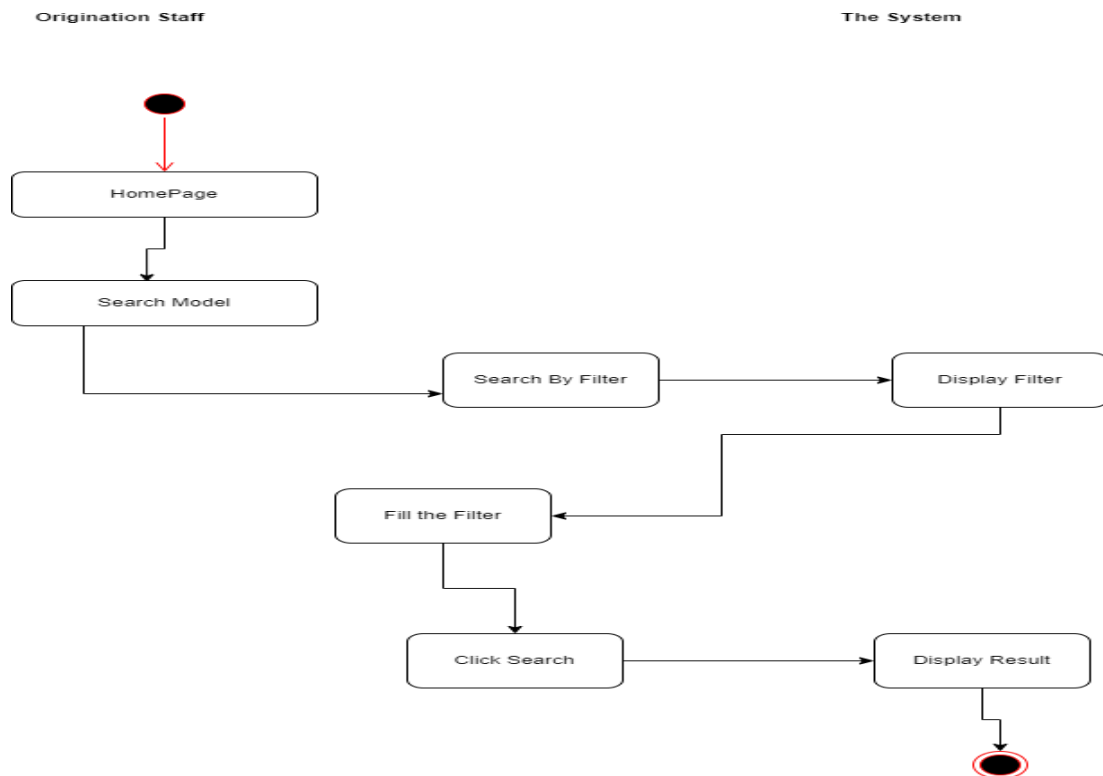 Origination Staff
The System
HomePage
Search Model
Search By Filter
Display Filter
Fill the Filter
Click Search
Display Result